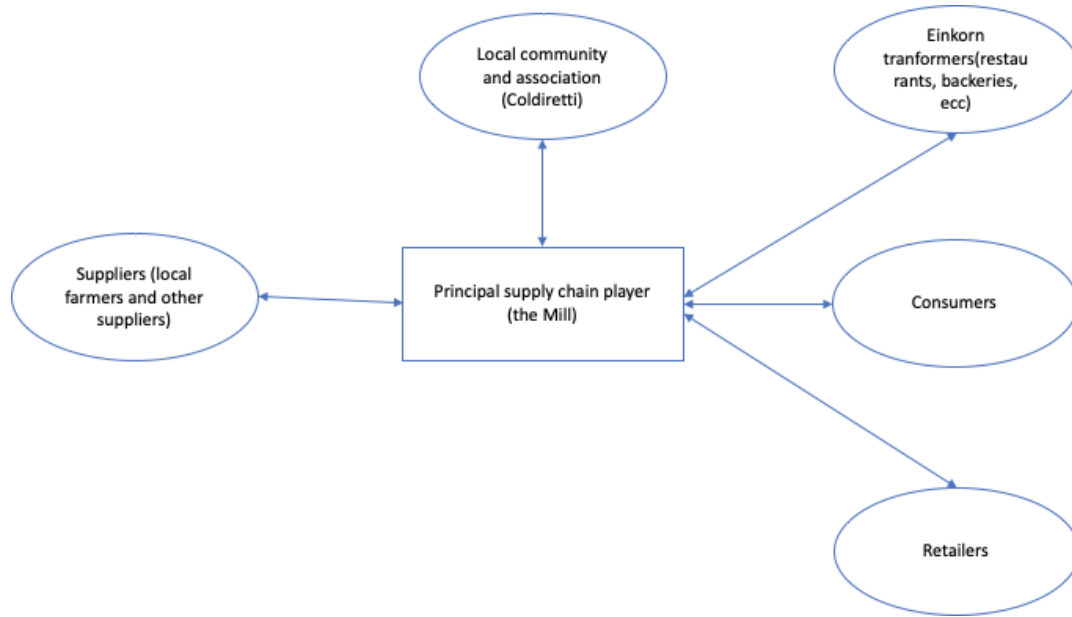 Local community
and association
(Coldiretti)
Einkorn
tranformers(restau
rants, backeries,
ecc)
Suppliers (local
farmers and other
suppliers)
Principal supply chain player
(the Mill)
Consumers
Retailers